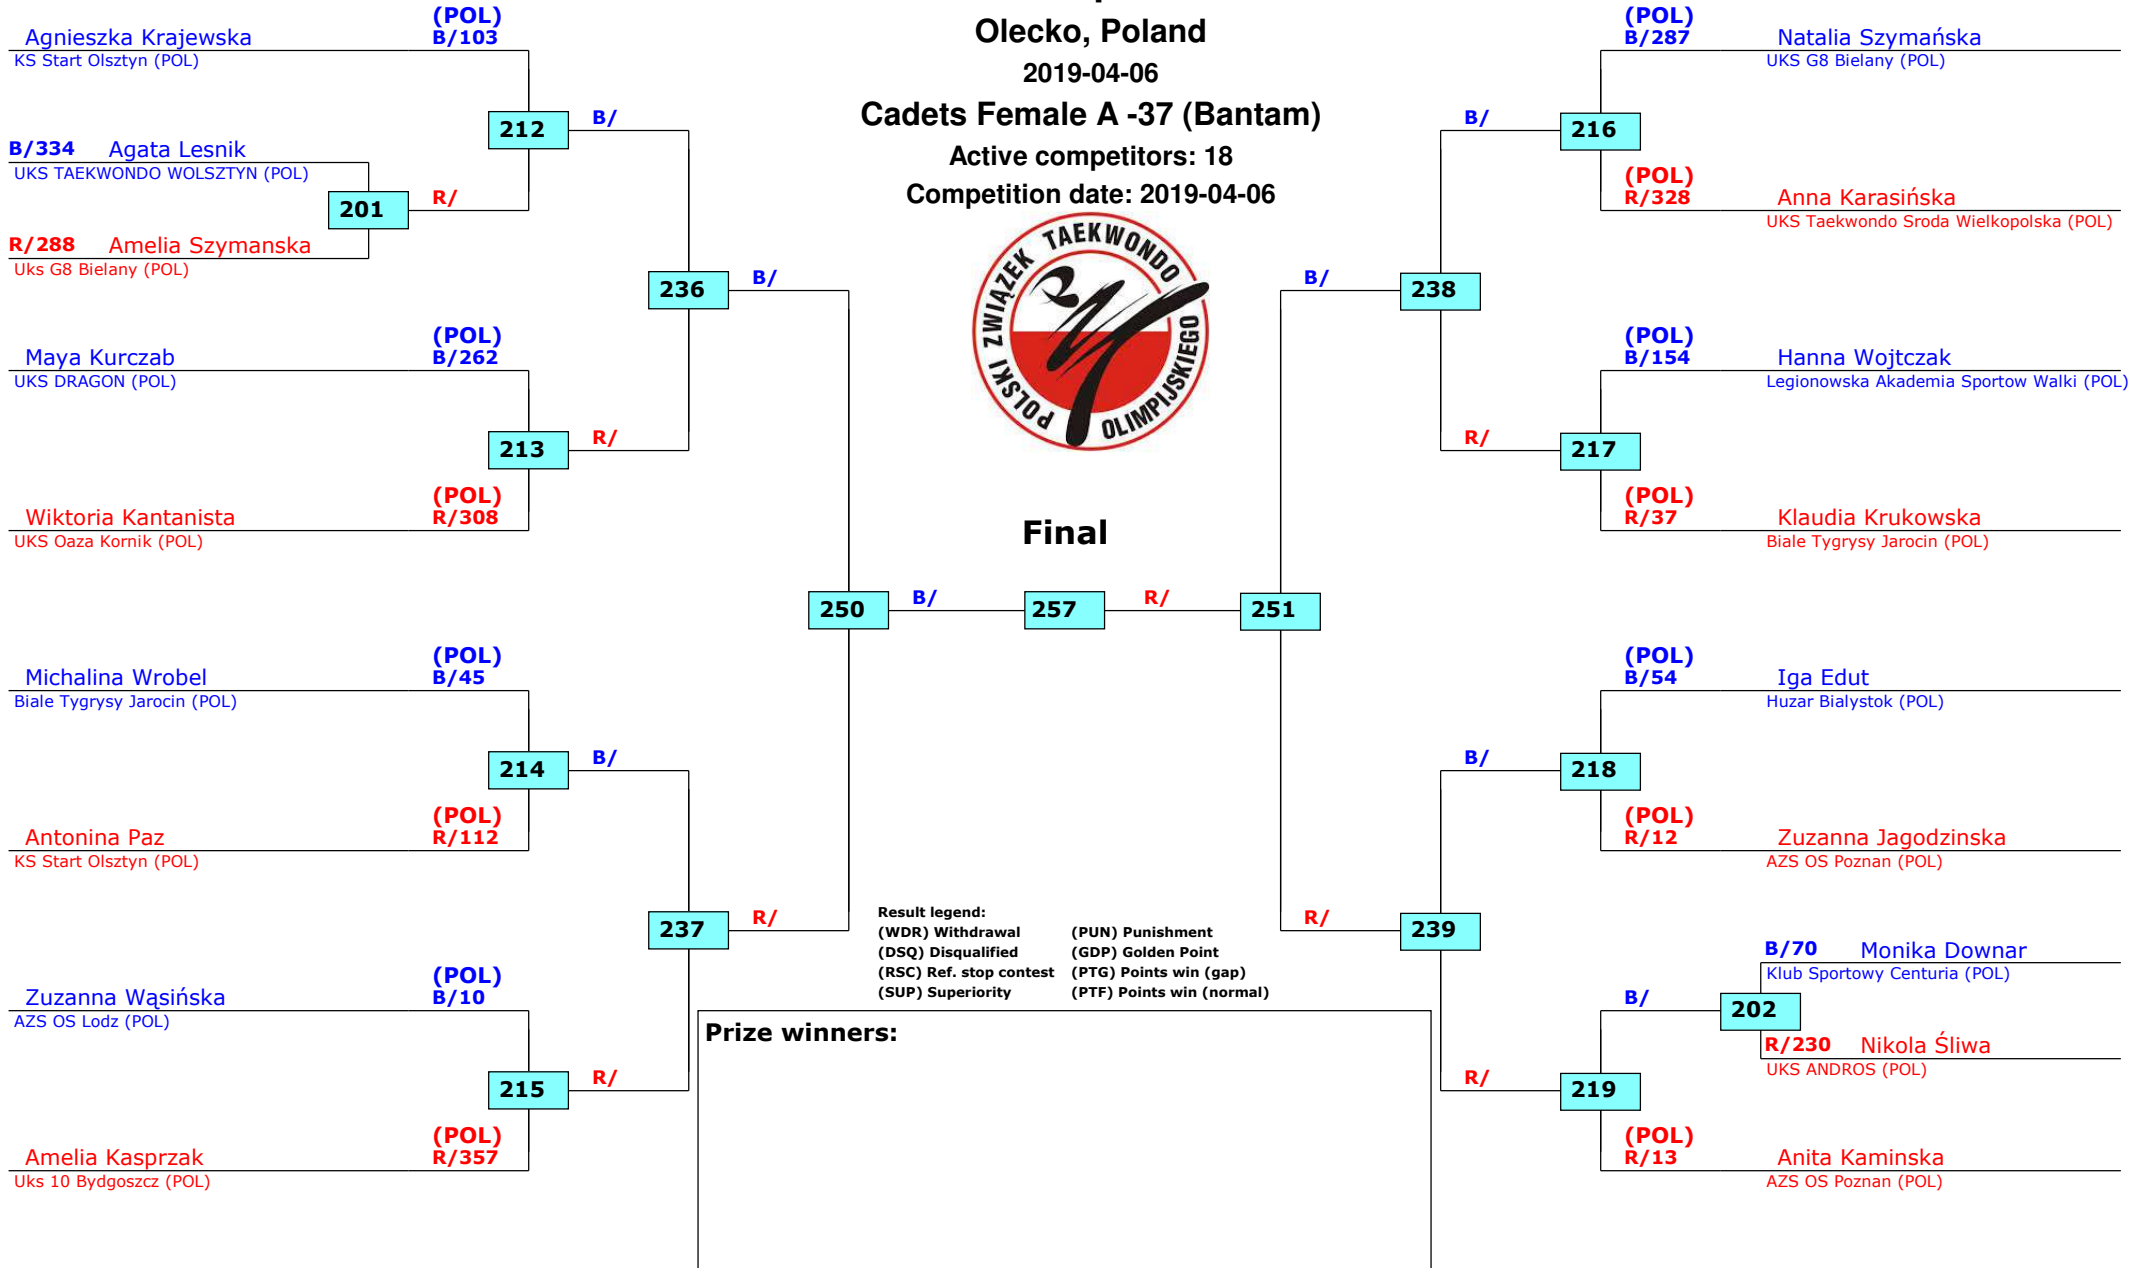 Olecko, Poland
2019-04-06
Cadets Female A -37 (Bantam)
Active competitors: 18
Competition date: 2019-04-06
POLSKI ZWIĄZEK TAEKWONDO OLIMPIJSKIEGO
(POL)
Agnieszka Krajewska B/103
KS Start Olsztyn (POL)
212
B/
B/334 Agata Lesnik
UKS TAEKWONDO WOLSZTYN (POL)
201
R/
R/288 Amelia Szymanska
Uks G8 Bielany (POL)
236
B/
(POL)
Maya Kurczab B/262
UKS DRAGON (POL)
213
R/
(POL)
Wiktoria Kantanista R/308
UKS Oaza Kornik (POL)
(POL)
Michalina Wrobel B/45
Biale Tygrysy Jarocin (POL)
214
B/
(POL)
Antonina Paz R/112
KS Start Olsztyn (POL)
237
R/
(POL)
Zuzanna Wąsińska B/10
AZS OS Lodz (POL)
215
R/
(POL)
Amelia Kasprzak R/357
Uks 10 Bydgoszcz (POL)
Final
250
B/
257
R/
251
(POL)
B/287 Natalia Szymańska
UKS G8 Bielany (POL)
B/
216
(POL)
R/328 Anna Karasińska
UKS Taekwondo Sroda Wielkopolska (POL)
B/
238
(POL)
B/154 Hanna Wojtczak
Legionowska Akademia Sportow Walki (POL)
R/
217
(POL)
R/37 Klaudia Krukowska
Biale Tygrysy Jarocin (POL)
(POL)
B/54 Iga Edut
Huzar Bialystok (POL)
B/
218
(POL)
R/12 Zuzanna Jagodzinska
AZS OS Poznan (POL)
R/
239
B/70 Monika Downar
Klub Sportowy Centuria (POL)
B/
202
R/230 Nikola Śliwa
UKS ANDROS (POL)
R/
219
(POL)
R/13 Anita Kaminska
AZS OS Poznan (POL)
Result legend:
(WDR) Withdrawal (PUN) Punishment
(DSQ) Disqualified (GDP) Golden Point
(RSC) Ref. stop contest (PTG) Points win (gap)
(SUP) Superiority (PTF) Points win (normal)
Prize winners: